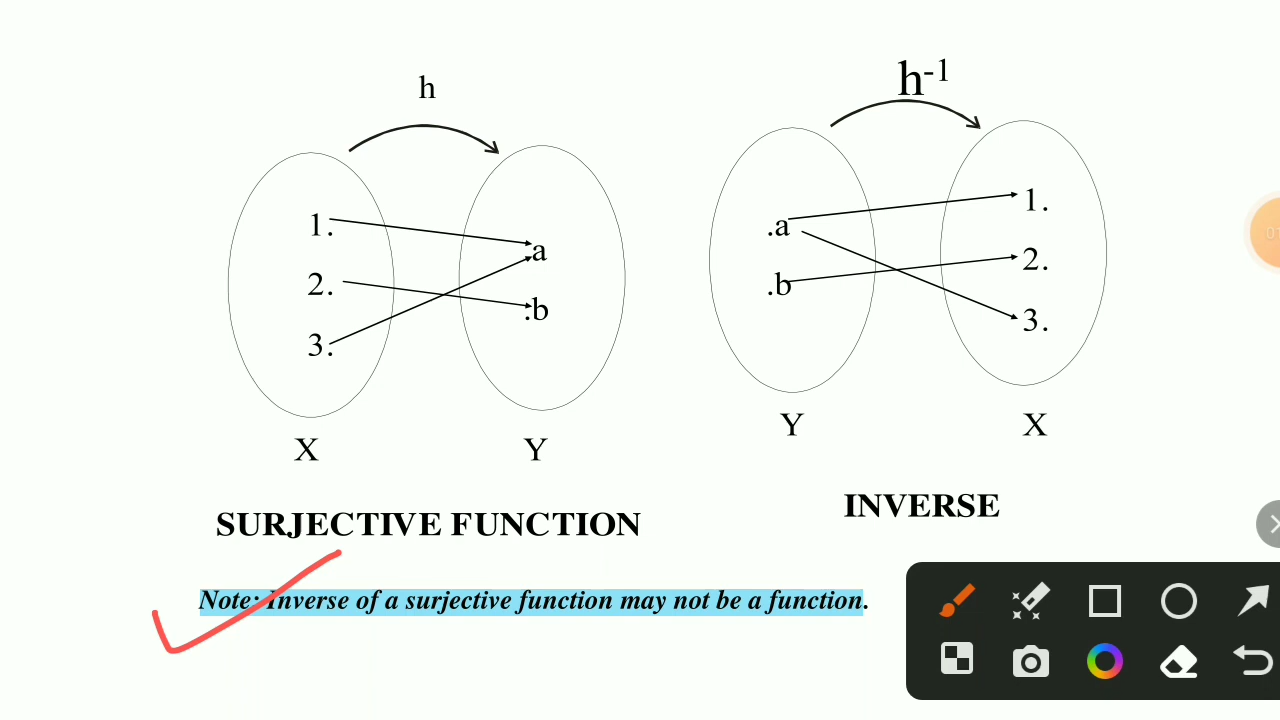 h
h-1
1.
2.
3.
a
.b
.a
.b
1.
2.
3.
X
Y
Y
X
SURJECTIVE FUNCTION
INVERSE
Note: Inverse of a surjective function may not be a function.